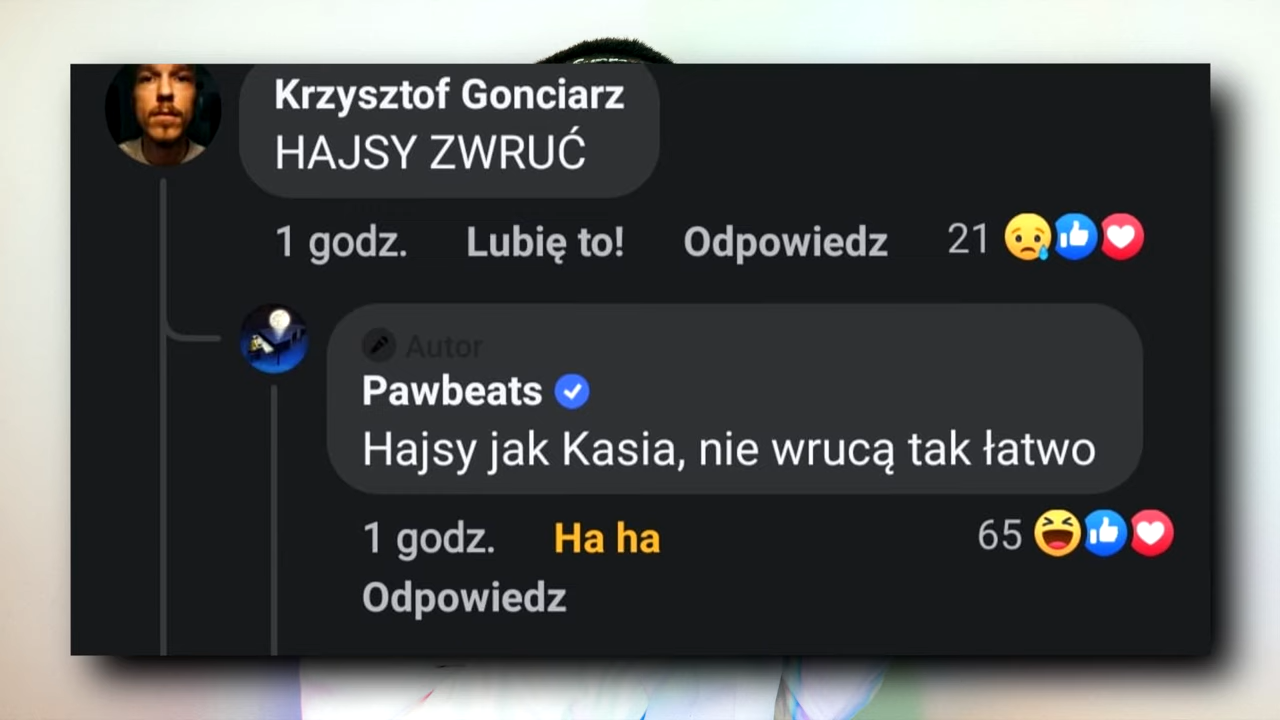 Krzysztof Gonciarz
HAJSY ZWRUĆ
1 godz. Lubię to! Odpowiedz 21
Autor
Pawbeats
Hajsy jak Kasia, nie wrucą tak łatwo
1 godz. Ha ha 65
Odpowiedz